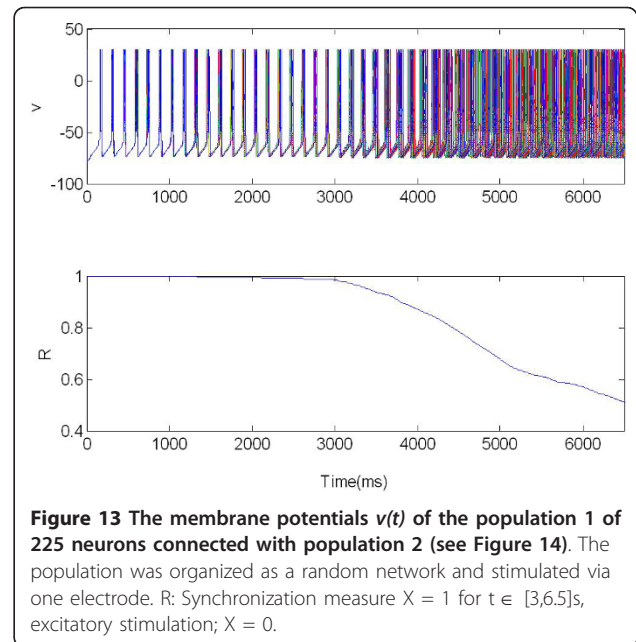 50
0
-50
-100
v
0 1000 2000 3000 4000 5000 6000
1
0.8
0.6
0.4
R
0 1000 2000 3000 4000 5000 6000
Time(ms)
Figure 13 The membrane potentials v(t) of the population 1 of
225 neurons connected with population 2 (see Figure 14). The
population was organized as a random network and stimulated via
one electrode. R: Synchronization measure X = 1 for t ∈ [3,6.5]s,
excitatory stimulation; X = 0.